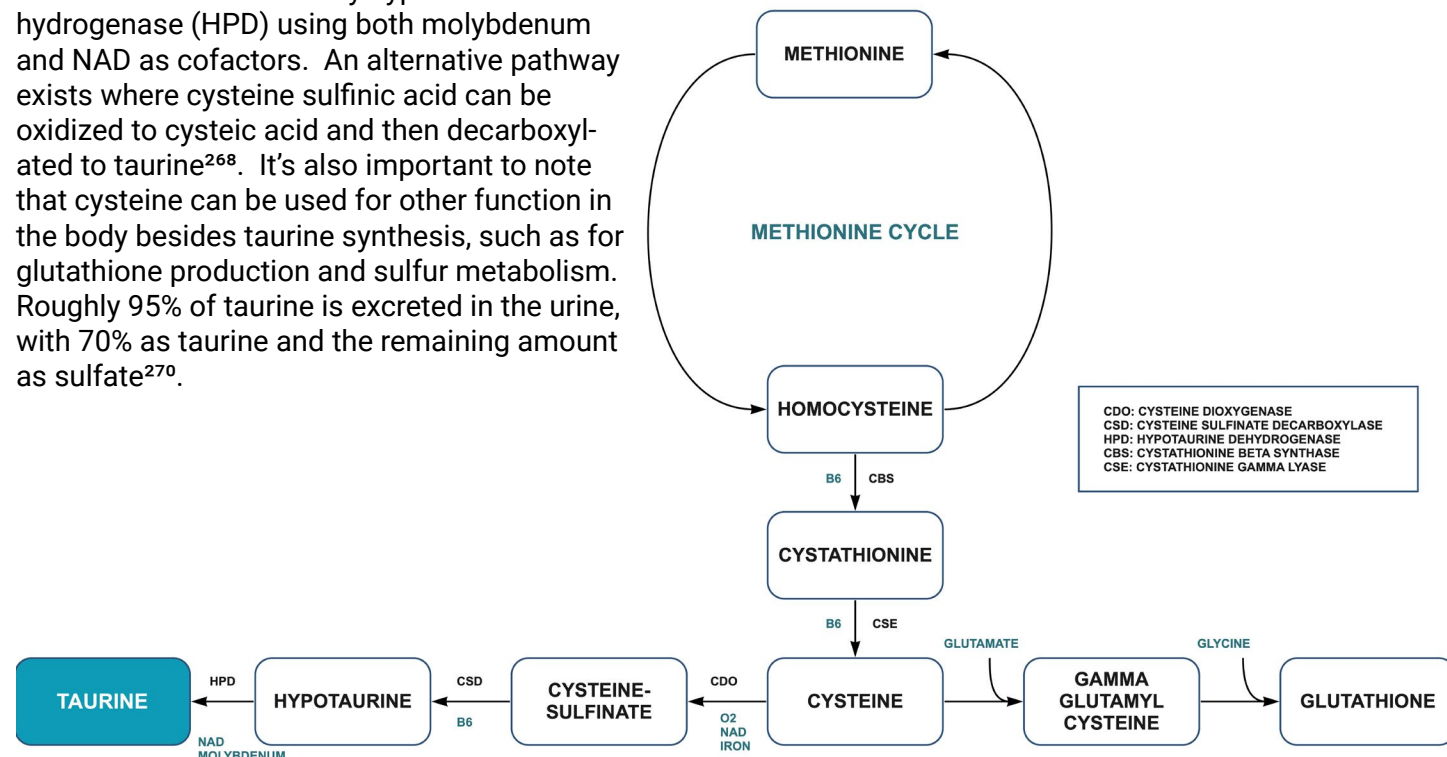 hydrogenase (HPD) using both molybdenum
and NAD as cofactors.  An alternative pathway
exists where cysteine sulfinic acid can be
oxidized to cysteic acid and then decarboxyl-
ated to taurine²⁶⁸.  It’s also important to note
that cysteine can be used for other function in
the body besides taurine synthesis, such as for
glutathione production and sulfur metabolism.
Roughly 95% of taurine is excreted in the urine,
with 70% as taurine and the remaining amount
as sulfate²⁷⁰.
METHIONINE
METHIONINE CYCLE
HOMOCYSTEINE
CDO: CYSTEINE DIOXYGENASE
CSD: CYSTEINE SULFINATE DECARBOXYLASE
HPD: HYPOTAURINE DEHYDROGENASE
CBS: CYSTATHIONINE BETA SYNTHASE
CSE: CYSTATHIONINE GAMMA LYASE
B6 CBS
CYSTATHIONINE
B6 CSE
GLUTAMATE
GLYCINE
TAURINE
HPD
NAD
MOLYBDENUM
HYPOTAURINE
CSD
B6
CYSTEINE-
SULFINATE
CDO
O2
NAD
IRON
CYSTEINE
GAMMA
GLUTAMYL
CYSTEINE
GLUTATHIONE